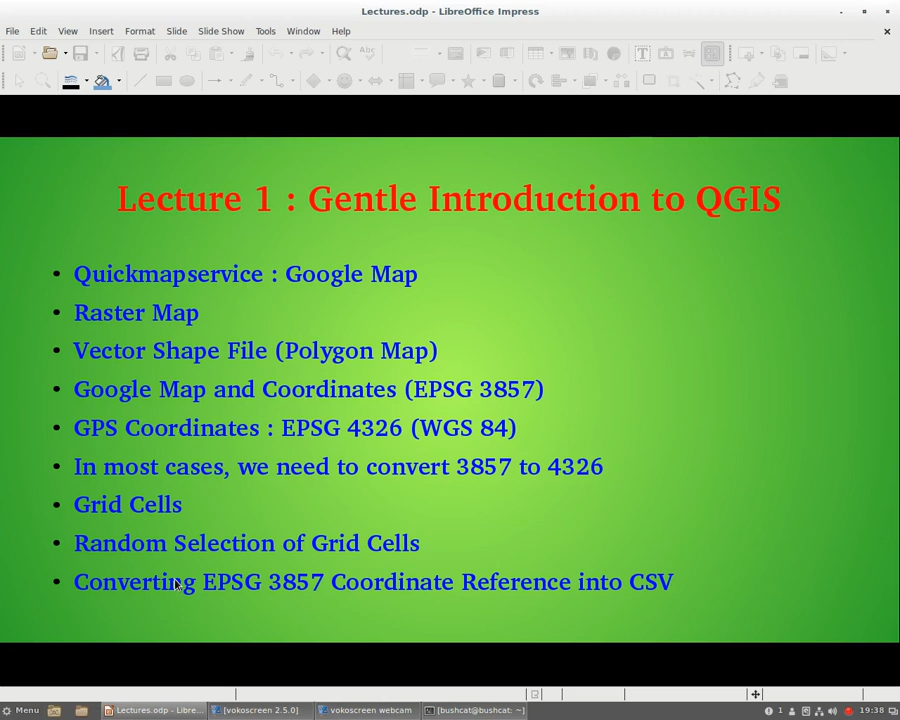 Lectures.odp - LibreOffice Impress
File Edit View Insert Format Slide Slide Show Tools Window Help
Abc
Lecture 1 : Gentle Introduction to QGIS
• Quickmapservice : Google Map
• Raster Map
• Vector Shape File (Polygon Map)
• Google Map and Coordinates (EPSG 3857)
• GPS Coordinates : EPSG 4326 (WGS 84)
• In most cases, we need to convert 3857 to 4326
• Grid Cells
• Random Selection of Grid Cells
• Converting EPSG 3857 Coordinate Reference into CSV
Menu Lectures.odp - Libre... [vokoscreen 2.5.0] vokoscreen webcam [bushcat@bushcat: ~] 1 19:38